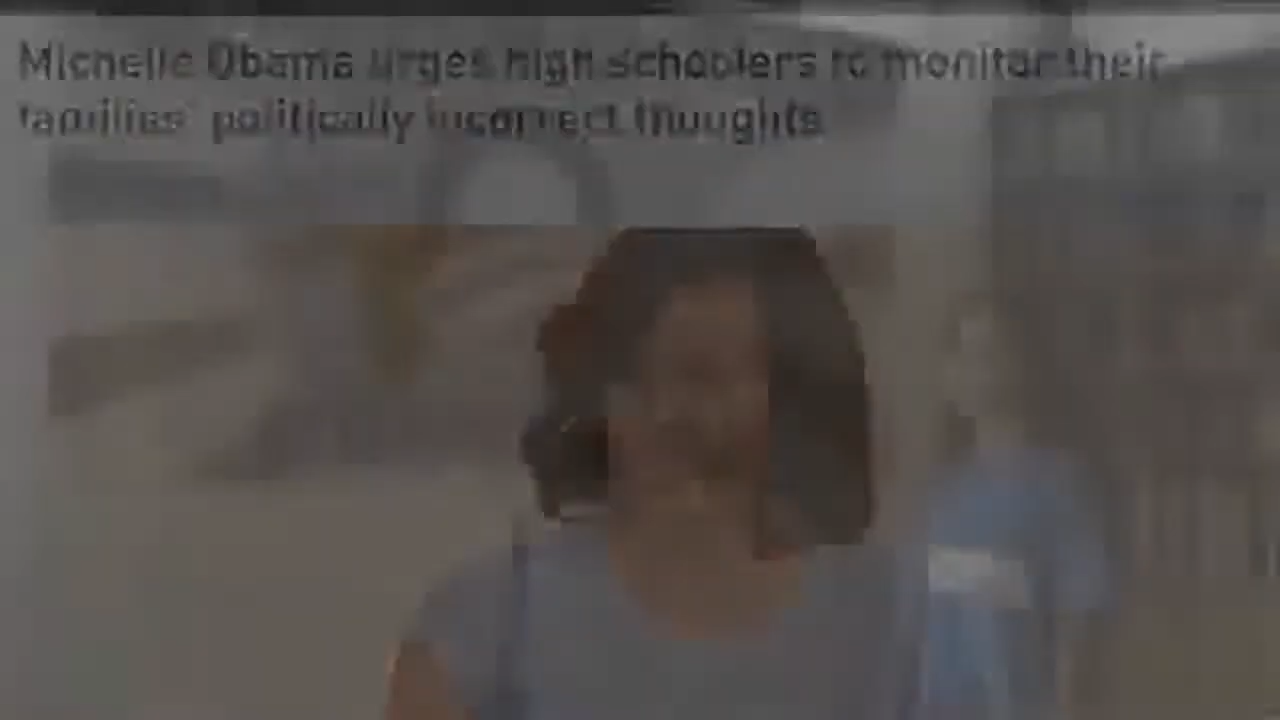 Michelle Obama urges high schoolers to monitor their
families' politically incorrect thoughts